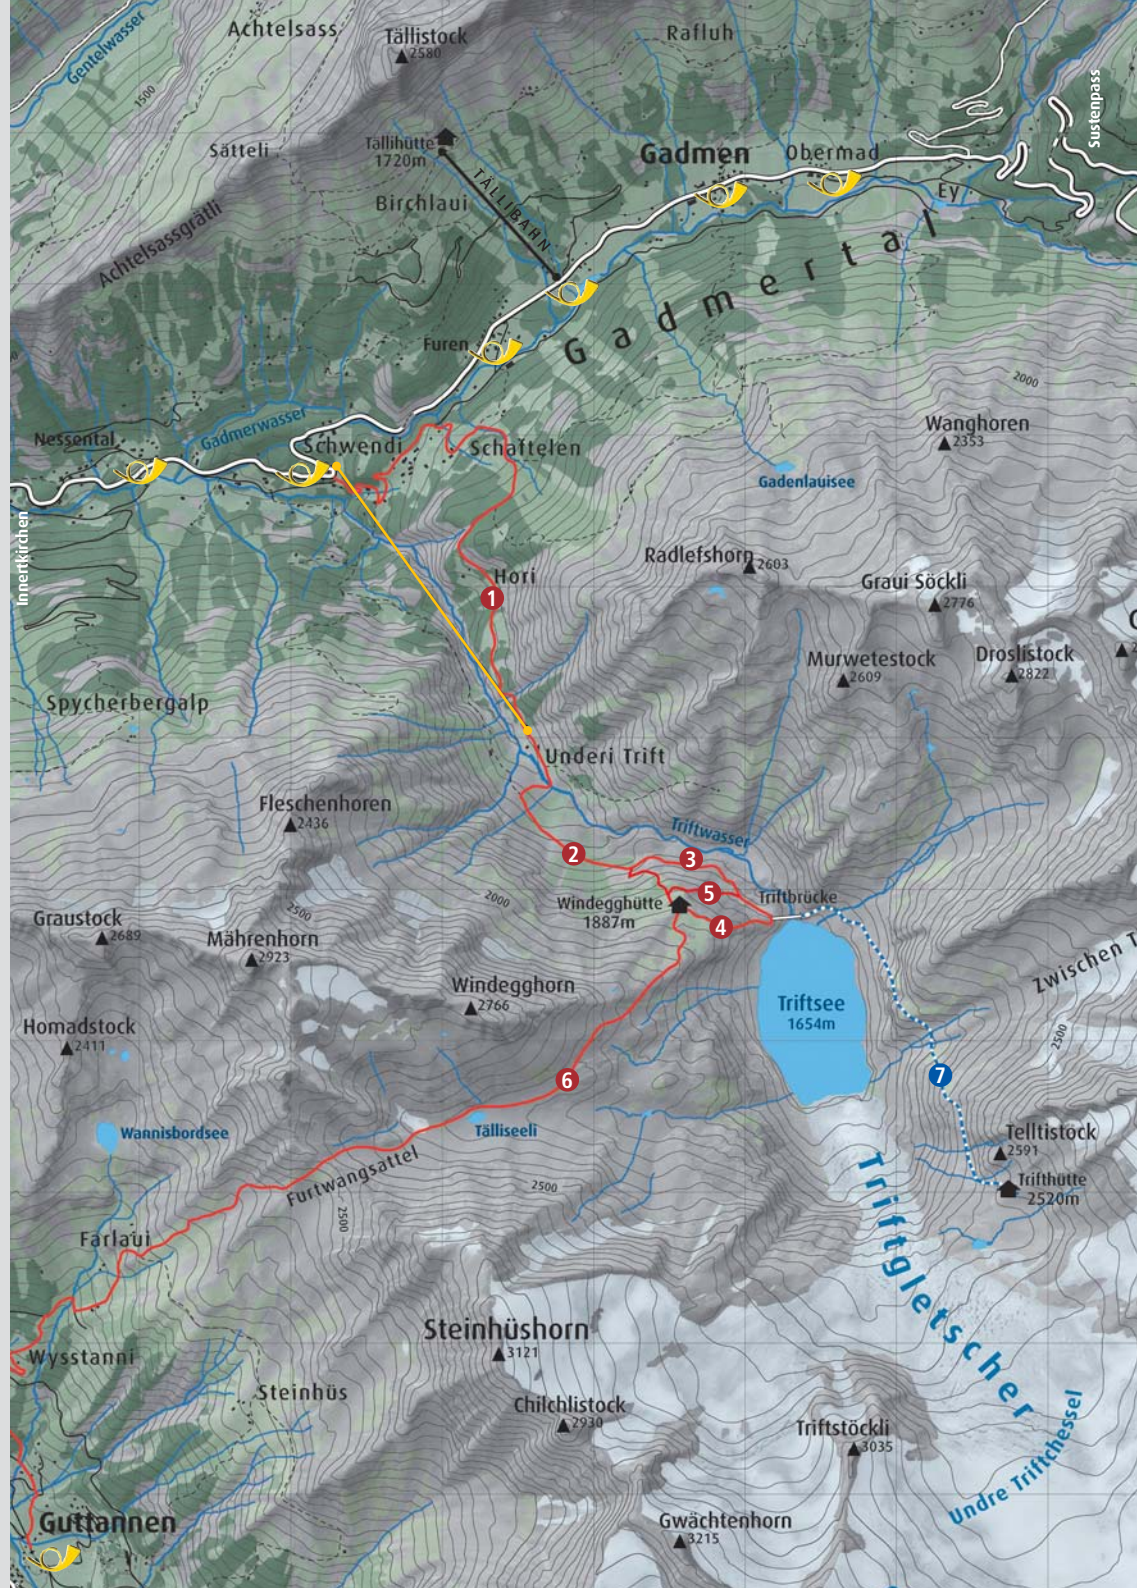 Achtelsass
Tällistock
2580
Rafluh
Gentelwasser
1500
Sustenpass
Sätteli
Tällihütte
1720m
Gadmen
Obermad
TÄLLIBAHN
Birchlaui
Ey
Achtelsassgrätli
Gadmertal
Furen
2000
Gadmerwasser
Nessental
Schwendi
Schaftelen
Wanghoren
2353
Gadenlauisee
Innertkirchen
Radlefshorn
2603
Hori
1
Graui Söckli
2776
Murwetestock
2609
Droslistock
2822
Spycherbergalp
Underi Trift
Fleschenhoren
2436
Triftwasser
2
3
5
Triftbrücke
Windegghütte
1887m
4
2000
2500
Graustock
2689
Mährenhorn
2923
Zwischen T
Windegghorn
2766
Triftsee
1654m
Homadstock
2411
2500
6
7
Wannisbordsee
Tälliseeli
Telltistock
2591
Furtwangsattel
Trifthütte
2520m
2500
2500
Farlaui
Triftgletscher
Steinhüshorn
3121
Wysstanni
Steinhüs
Chilchlistock
2930
Triftstöckli
3035
Undre Triftchessel
Guttannen
Gwächtenhorn
3215